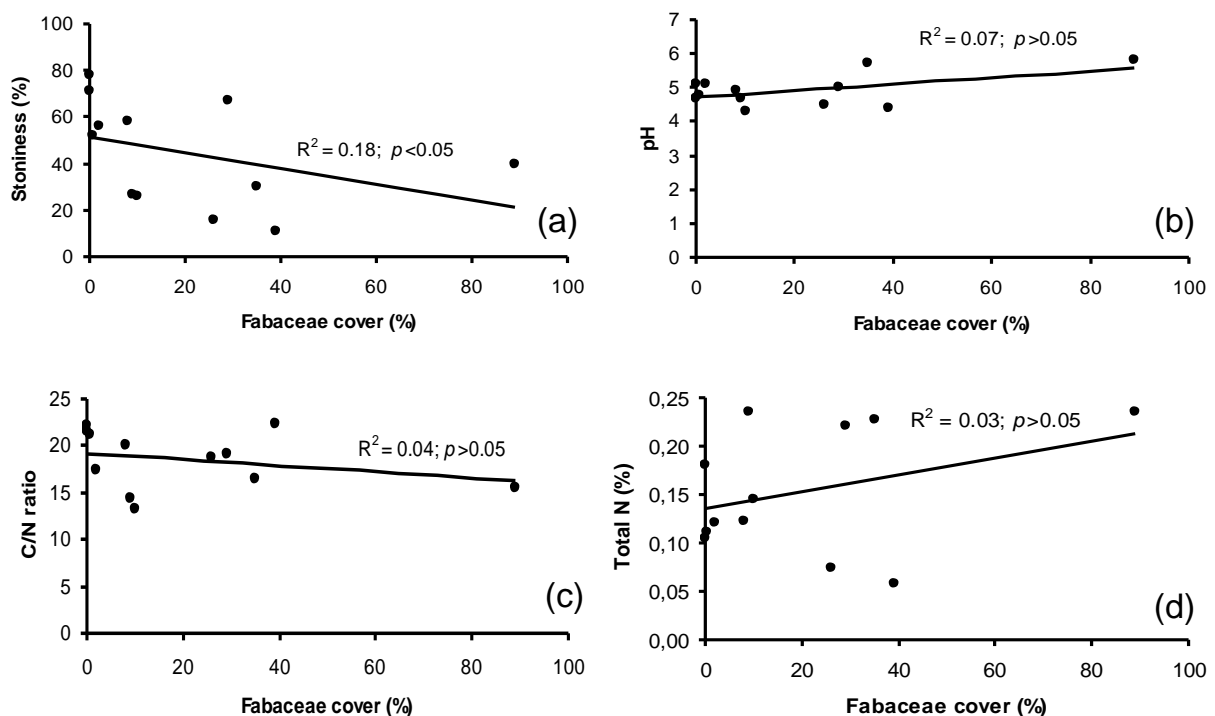 100
80
60
40
20
0
Stoniness (%)
R² = 0.18; p<0.05
(a)
0 20 40 60 80 100
Fabaceae cover (%)
7
6
5
4
3
2
1
0
pH
R² = 0.07; p>0.05
(b)
0 20 40 60 80 100
Fabaceae cover (%)
25
20
15
10
5
0
C/N ratio
R² = 0.04; p>0.05
(c)
0 20 40 60 80 100
Fabaceae cover (%)
0,25
0,20
0,15
0,10
0,05
0,00
Total N (%)
R² = 0.03; p>0.05
(d)
0 20 40 60 80 100
Fabaceae cover (%)